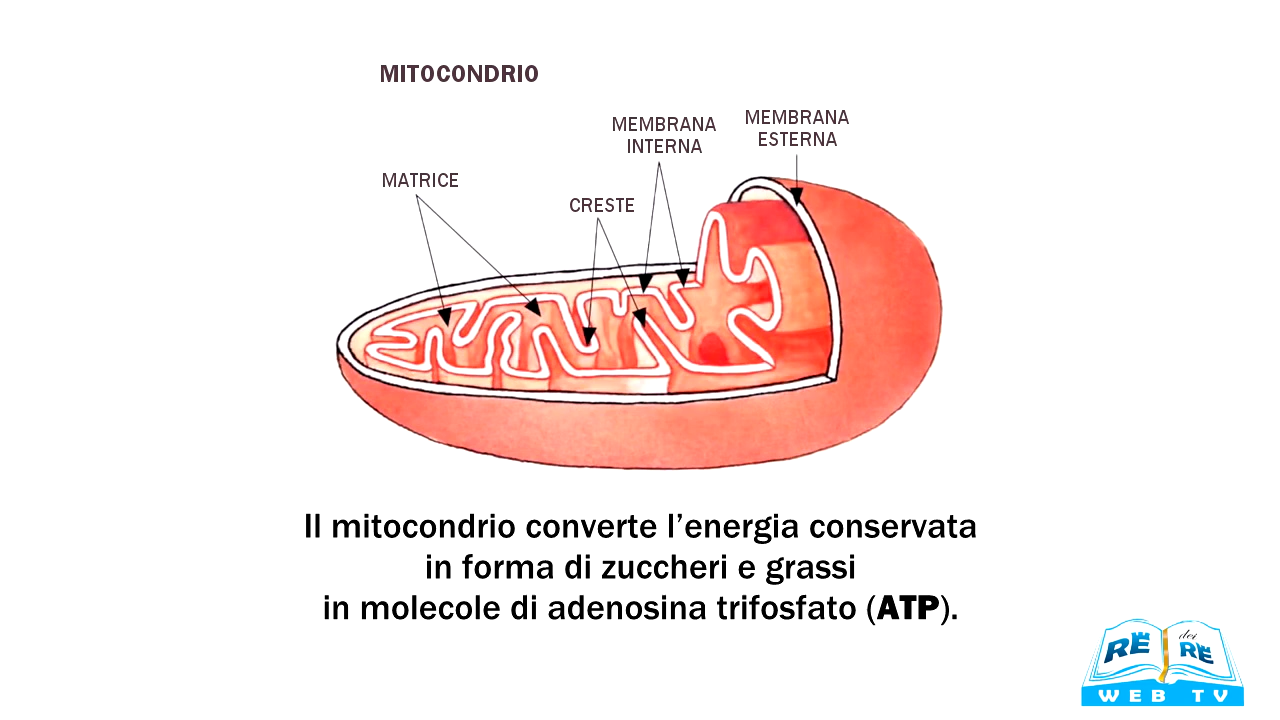 MITOCONDRIO
MEMBRANA
INTERNA
MEMBRANA
ESTERNA
MATRICE
CRESTE
Il mitocondrio converte l’energia conservata
in forma di zuccheri e grassi
in molecole di adenosina trifosfato (ATP).
RE dei RE
WEB TV